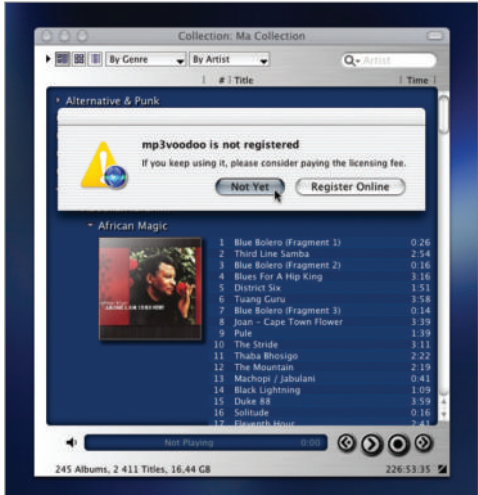 Collection: Ma Collection
By Genre By Artist Artist
# Title Time
Alternative & Punk
mp3voodoo is not registered
If you keep using it, please consider paying the licensing fee.
Not Yet Register Online
African Magic
1 Blue Bolero (Fragment 1) 0:26
2 Third Line Samba 2:54
3 Blue Bolero (Fragment 2) 0:16
4 Blues For A Hip King 3:16
5 District Six 1:51
6 Tuang Guru 3:58
7 Blue Bolero (Fragment 3) 0:14
8 Joan - Cape Town Flower 3:39
9 Pule 1:39
10 The Stride 3:11
11 Thaba Bhosigo 2:22
12 The Mountain 2:19
13 Machopi / Jabulani 0:41
14 Black Lightning 1:09
15 Duke 88 3:59
16 Solitude 0:16
17 Eleventh Hour 2:41
Not Playing 0:00
245 Albums, 2 411 Titles, 16,44 GB 226:53:35